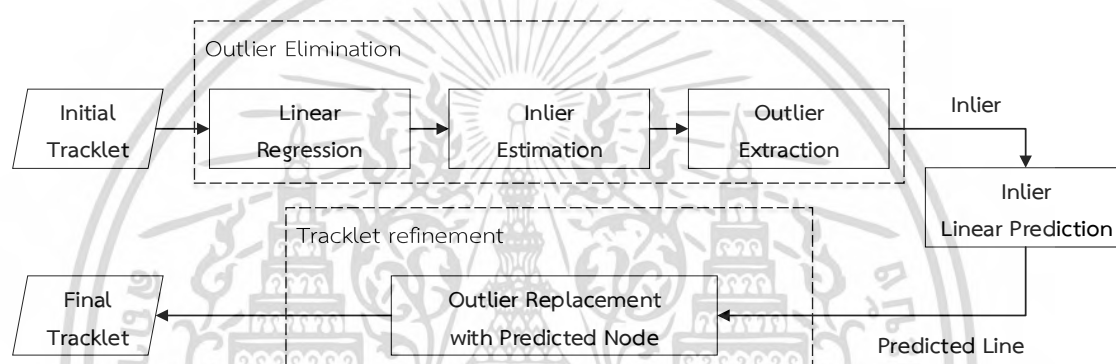 Outlier Elimination
Initial
Tracklet
Linear
Regression
Inlier
Estimation
Outlier
Extraction
Inlier
Inlier
Linear Prediction
Tracklet refinement
Final
Tracklet
Outlier Replacement
with Predicted Node
Predicted Line